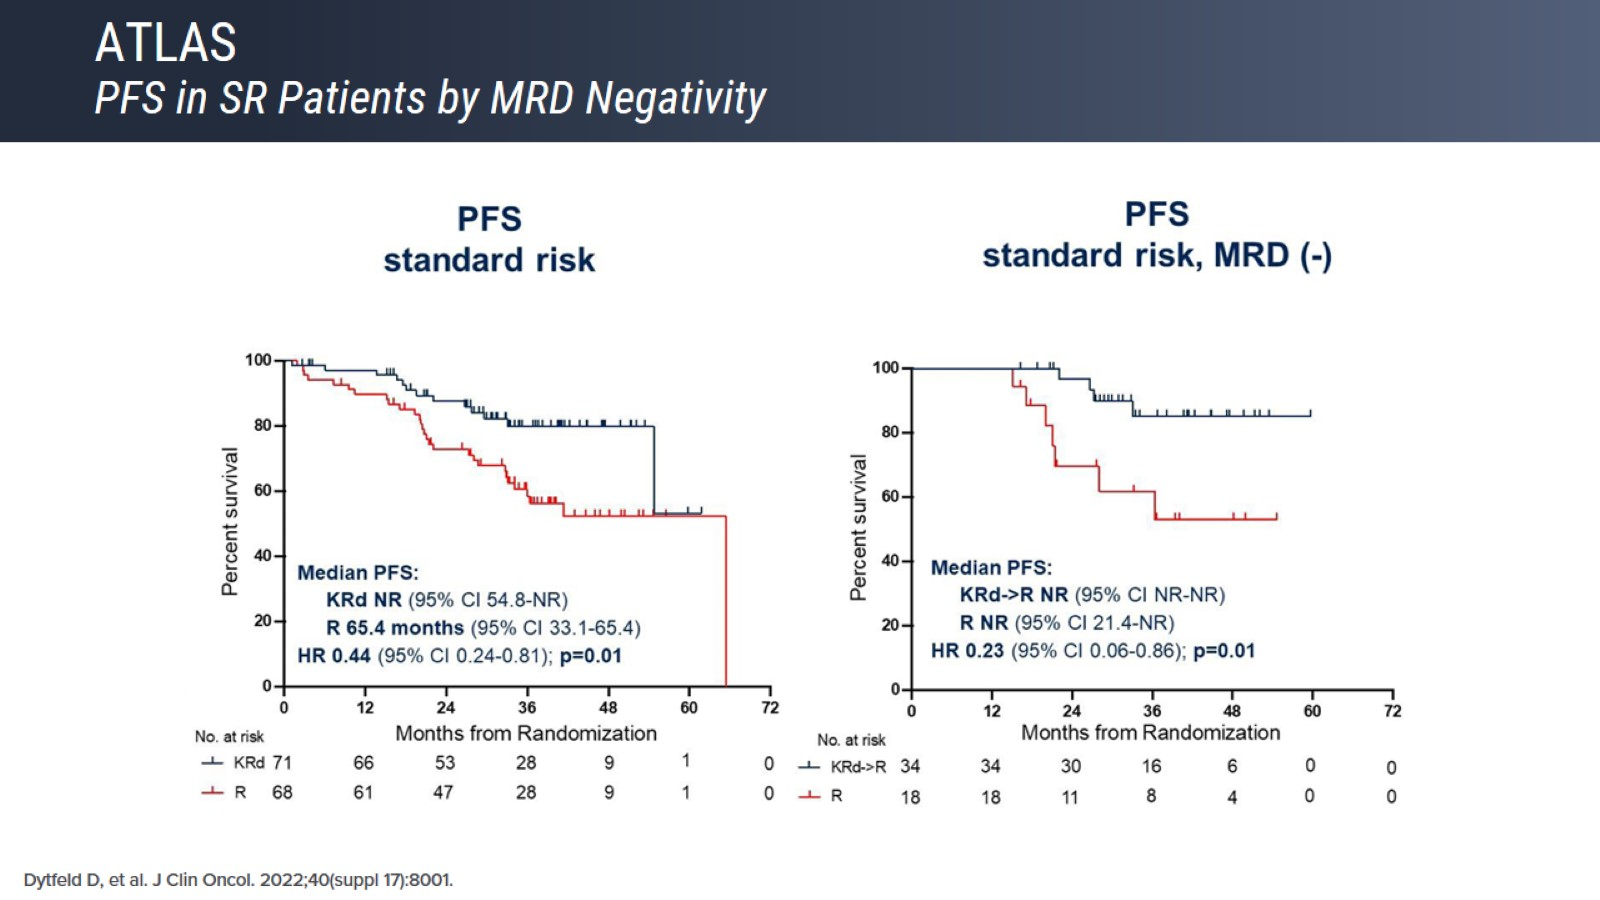 ATLAS
PFS in SR Patients by MRD Negativity
PFS
standard risk
100
80
60
40
20
0
Percent survival
Median PFS:
KRd NR (95% CI 54.8-NR)
R 65.4 months (95% CI 33.1-65.4)
HR 0.44 (95% CI 0.24-0.81); p=0.01
0 12 24 36 48 60 72
Months from Randomization
No. at risk
KRd 71 66 53 28 9 1 0
R 68 61 47 28 9 1 0
PFS
standard risk, MRD (-)
100
80
60
40
20
0
Percent survival
Median PFS:
KRd->R NR (95% CI NR-NR)
R NR (95% CI 21.4-NR)
HR 0.23 (95% CI 0.06-0.86); p=0.01
0 12 24 36 48 60 72
Months from Randomization
No. at risk
KRd->R 34 34 30 16 6 0 0
R 18 18 11 8 4 0 0
Dytfeld D, et al. J Clin Oncol. 2022;40(suppl 17):8001.